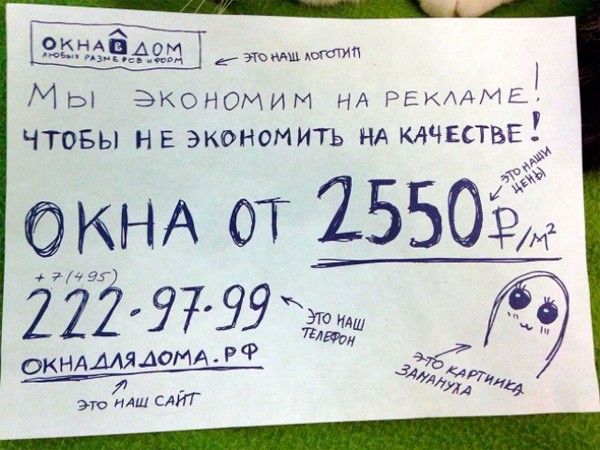 ОКНА В ДОМ
ЛЮБЫХ РАЗМЕРОВ И ФОРМ
ЭТО НАШ ЛОГОТИП
МЫ ЭКОНОМИМ НА РЕКЛАМЕ!
ЧТОБЫ НЕ ЭКОНОМИТЬ НА КАЧЕСТВЕ!
ОКНА ОТ 2550 ₽/м²
ЭТО НАШИ
ЦЕНЫ
+7(495)
222-97-99
ЭТО НАШ
ТЕЛЕФОН
ОКНАДЛЯДОМА.РФ
ЭТО НАШ САЙТ
ЭТО КАРТИНКА
ЗАМАНУХА